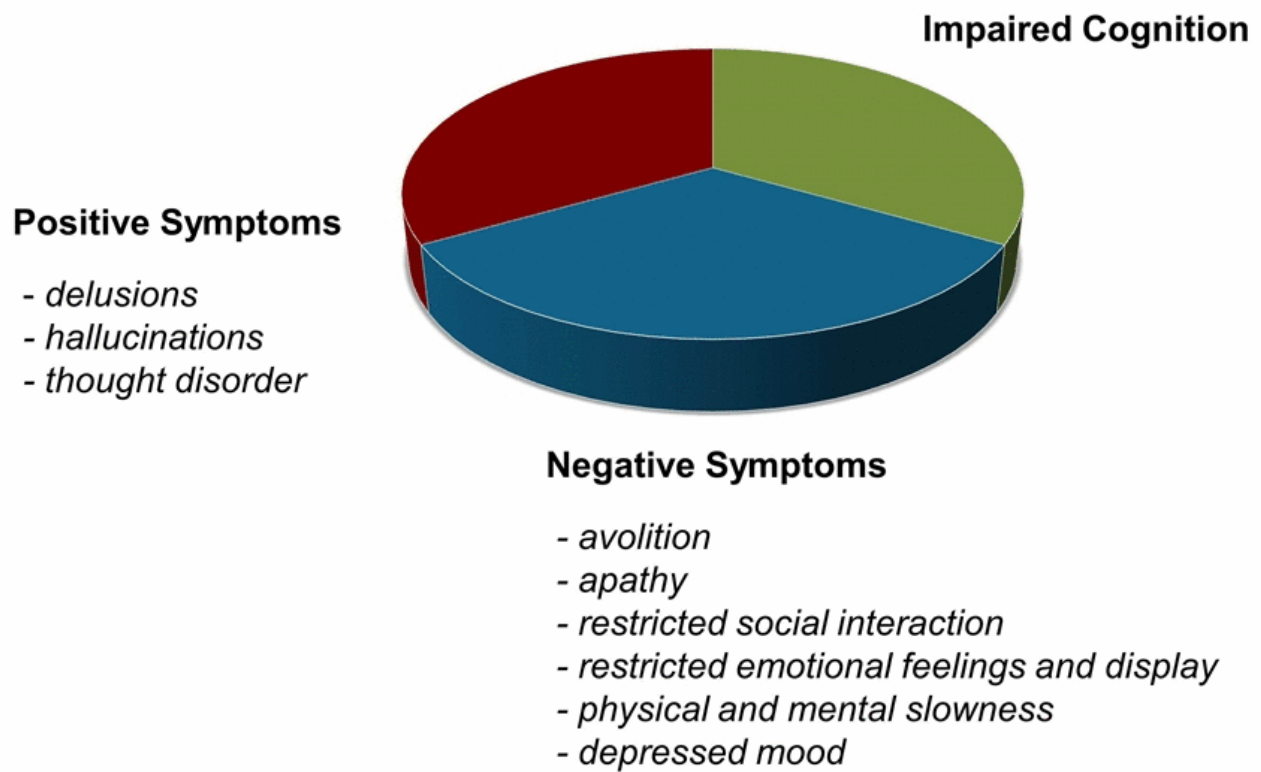 Impaired Cognition
Positive Symptoms
- delusions
- hallucinations
- thought disorder
Negative Symptoms
- avolition
- apathy
- restricted social interaction
- restricted emotional feelings and display
- physical and mental slowness
- depressed mood